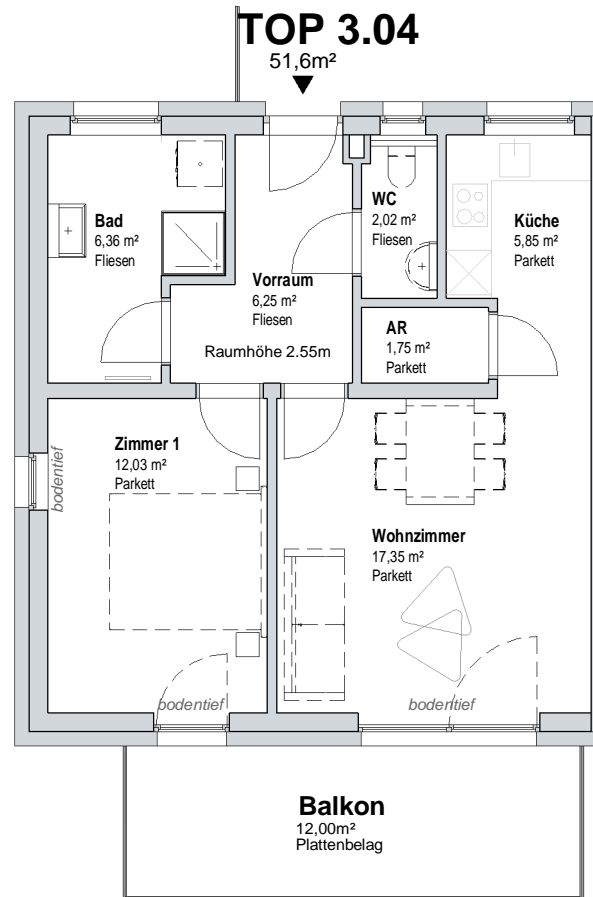 TOP 3.04
51,6m²
Bad
6,36 m²
Fliesen
WC
2,02 m²
Fliesen
Küche
5,85 m²
Parkett
Vorraum
6,25 m²
Fliesen
Raumhöhe 2.55m
AR
1,75 m²
Parkett
Zimmer 1
12,03 m²
Parkett
bodentief
Wohnzimmer
17,35 m²
Parkett
bodentief
bodentief
Balkon
12,00m²
Plattenbelag